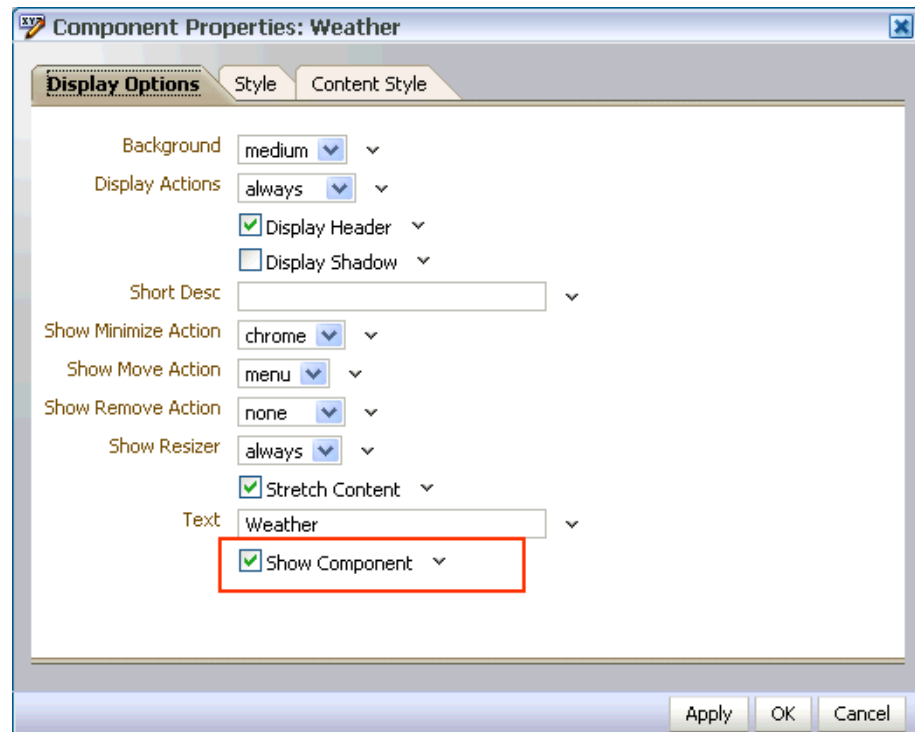 Component Properties: Weather
Display Options Style Content Style
Background medium
Display Actions always
Display Header
Display Shadow
Short Desc
Show Minimize Action chrome
Show Move Action menu
Show Remove Action none
Show Resizer always
Stretch Content
Text Weather
Show Component
Apply OK Cancel